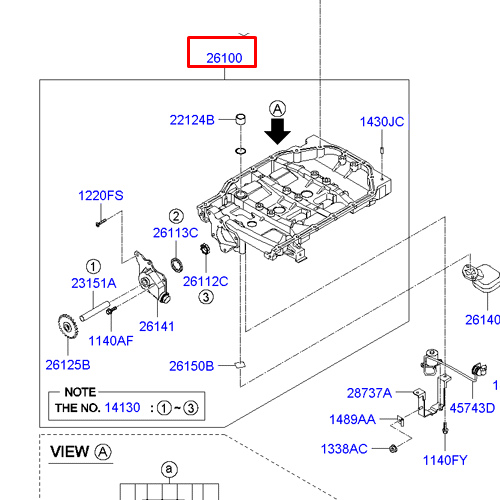 26100
22124B
A
1430JC
1220FS
2
26113C
1
23151A
26112C
3
26141
1140AF
26140
26125B
26150B
NOTE
THE NO. 14130 : 1 ~ 3
28737A
1489AA
45743D
1338AC
1140FY
VIEW A
a